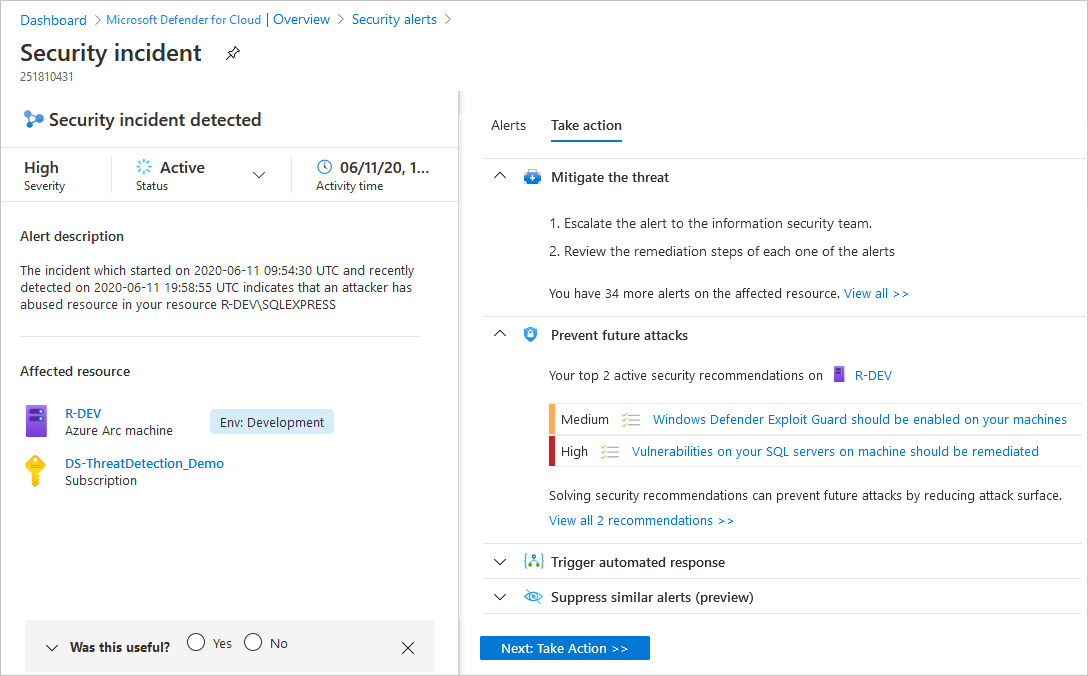 Dashboard > Microsoft Defender for Cloud | Overview > Security alerts >
Security incident
251810431
Security incident detected
High
Severity
Active
Status
06/11/20, 1...
Activity time
Alert description
The incident which started on 2020-06-11 09:54:30 UTC and recently
detected on 2020-06-11 19:58:55 UTC indicates that an attacker has
abused resource in your resource R-DEV\SQLEXPRESS
Affected resource
R-DEV
Azure Arc machine
Env: Development
DS-ThreatDetection_Demo
Subscription
Was this useful? Yes No
Alerts Take action
Mitigate the threat
1. Escalate the alert to the information security team.
2. Review the remediation steps of each one of the alerts
You have 34 more alerts on the affected resource. View all >>
Prevent future attacks
Your top 2 active security recommendations on R-DEV
Medium Windows Defender Exploit Guard should be enabled on your machines
High Vulnerabilities on your SQL servers on machine should be remediated
Solving security recommendations can prevent future attacks by reducing attack surface.
View all 2 recommendations >>
Trigger automated response
Suppress similar alerts (preview)
Next: Take Action >>